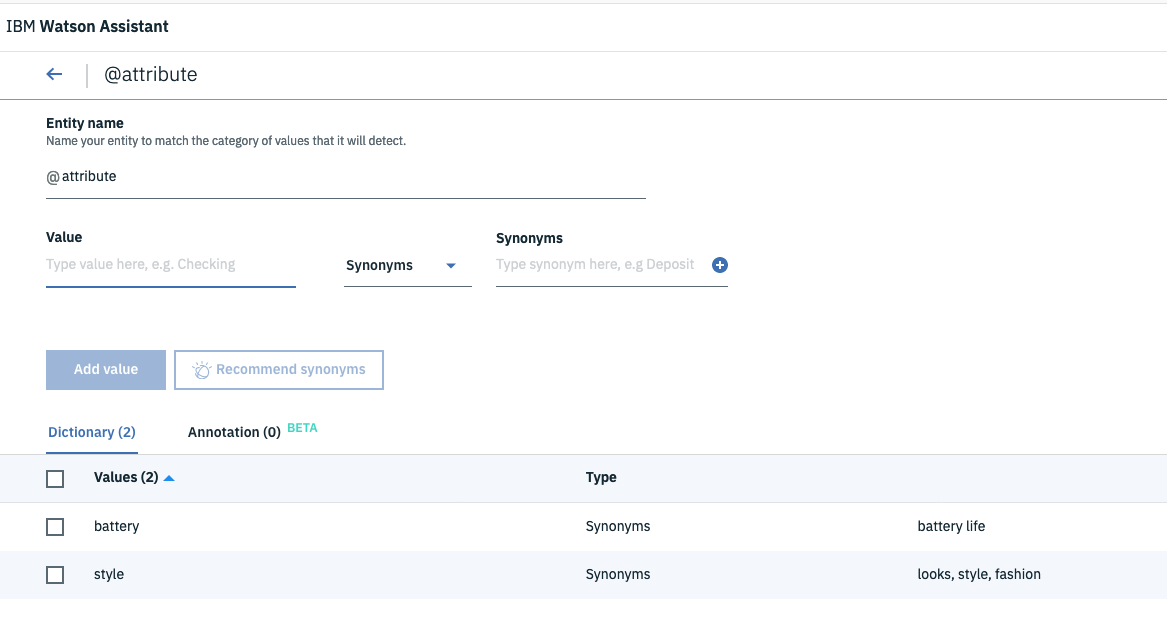 IBM Watson Assistant
@attribute
Entity name
Name your entity to match the category of values that it will detect.
@attribute
Value
Synonyms
Type value here, e.g. Checking
Synonyms
Type synonym here, e.g Deposit
Add value
Recommend synonyms
Dictionary (2)
Annotation (0) BETA
Values (2)
Type
battery
Synonyms
battery life
style
Synonyms
looks, style, fashion